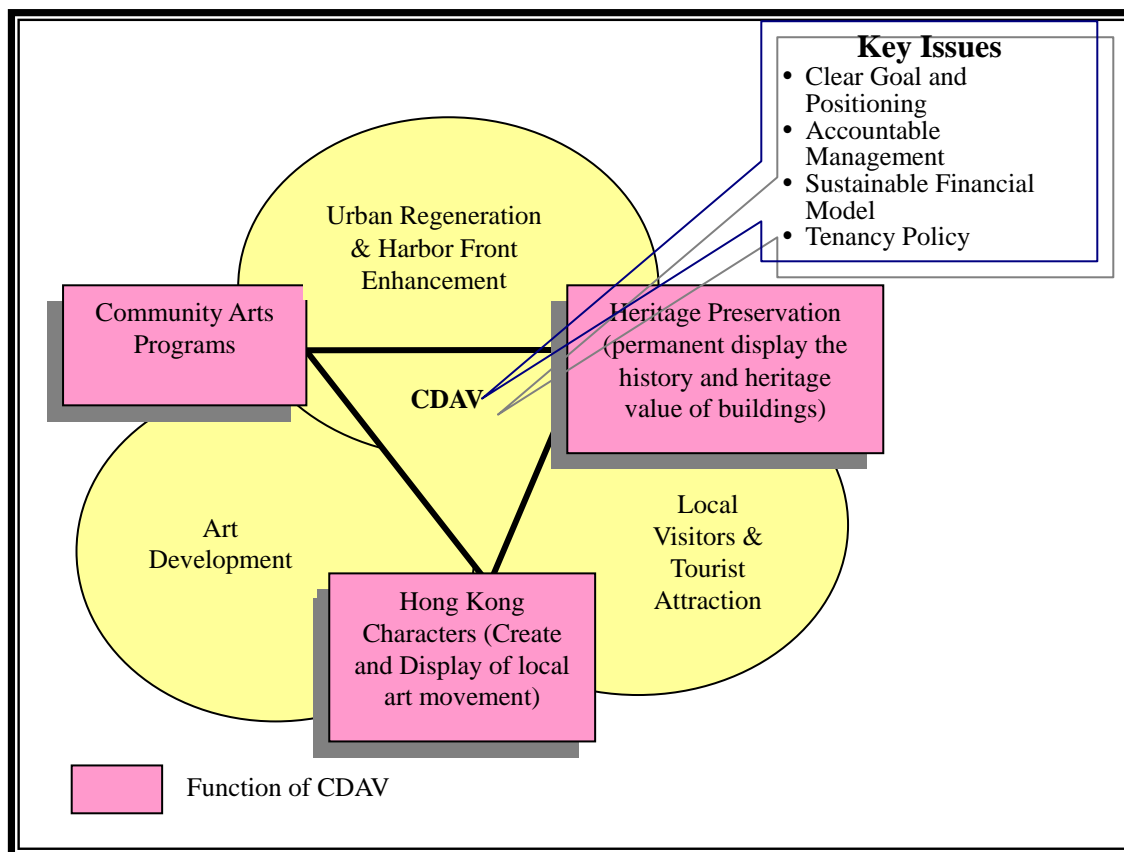 Key Issues
• Clear Goal and
Positioning
• Accountable
Management
• Sustainable Financial
Model
• Tenancy Policy
Urban Regeneration
& Harbor Front
Enhancement
Community Arts
Programs
Heritage Preservation
(permanent display the
history and heritage
value of buildings)
CDAV
Art
Development
Local
Visitors &
Tourist
Attraction
Hong Kong
Characters (Create
and Display of local
art movement)
Function of CDAV